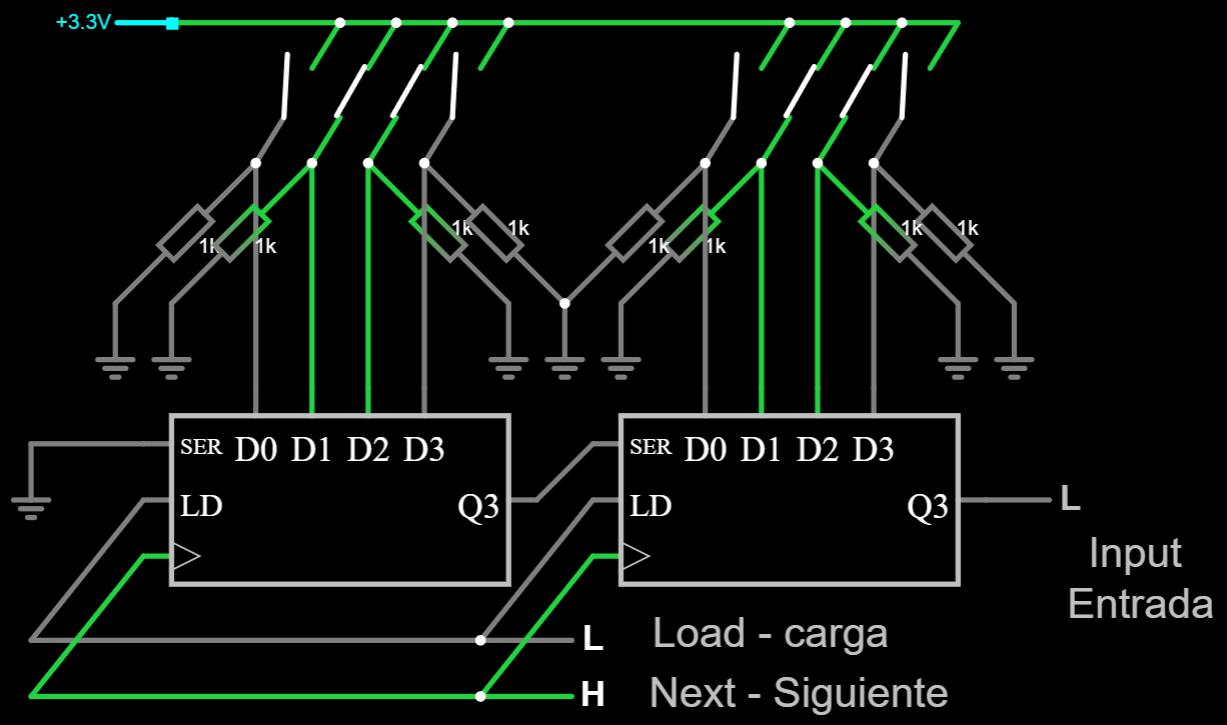 +3.3V
1k 1k 1k 1k 1k 1k 1k 1k
SER D0 D1 D2 D3 SER D0 D1 D2 D3
LD Q3 LD Q3 L
Input
Entrada
L Load - carga
H Next - Siguiente